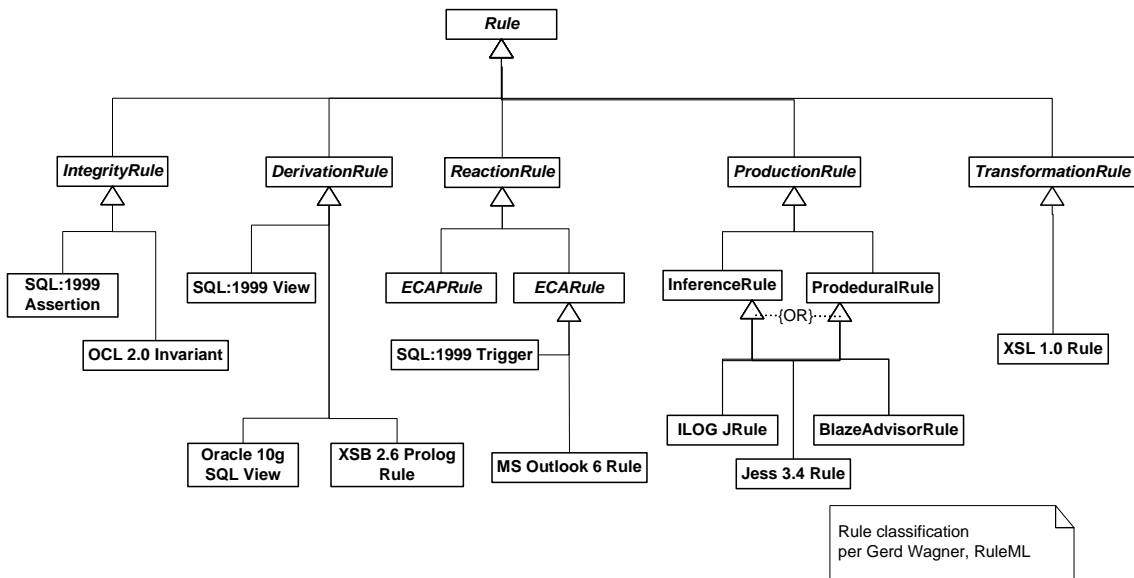 Rule
IntegrityRule
DerivationRule
ReactionRule
ProductionRule
TransformationRule
SQL:1999
Assertion
SQL:1999 View
ECAPRule
ECARule
InferenceRule
ProdeduralRule
{OR}
OCL 2.0 Invariant
SQL:1999 Trigger
XSL 1.0 Rule
ILOG JRule
BlazeAdvisorRule
Oracle 10g
SQL View
XSB 2.6 Prolog
Rule
MS Outlook 6 Rule
Jess 3.4 Rule
Rule classification
per Gerd Wagner, RuleML